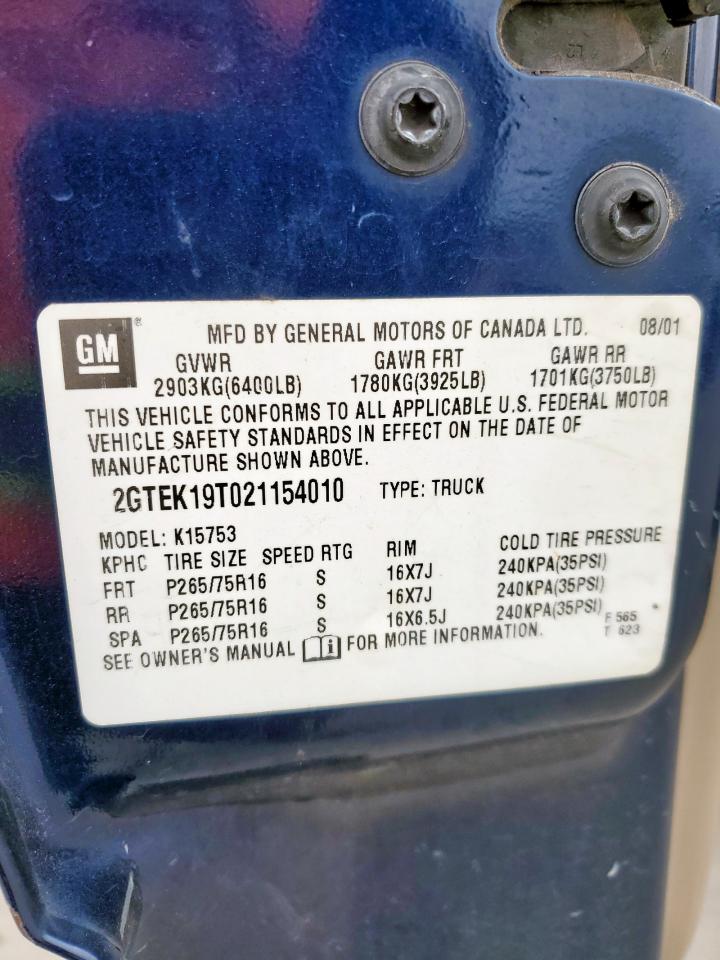 GM ® MFD BY GENERAL MOTORS OF CANADA LTD. 08/01
GVWR GAWR FRT GAWR RR
2903KG(6400LB) 1780KG(3925LB) 1701KG(3750LB)
THIS VEHICLE CONFORMS TO ALL APPLICABLE U.S. FEDERAL MOTOR
VEHICLE SAFETY STANDARDS IN EFFECT ON THE DATE OF
MANUFACTURE SHOWN ABOVE.
2GTEK19T021154010 TYPE: TRUCK
MODEL: K15753
KPHC TIRE SIZE SPEED RTG RIM COLD TIRE PRESSURE
FRT P265/75R16 S 16X7J 240KPA(35PSI)
RR P265/75R16 S 16X7J 240KPA(35PSI)
SPA P265/75R16 S 16X6.5J 240KPA(35PSI)
SEE OWNER'S MANUAL i FOR MORE INFORMATION.
F 565
T 623